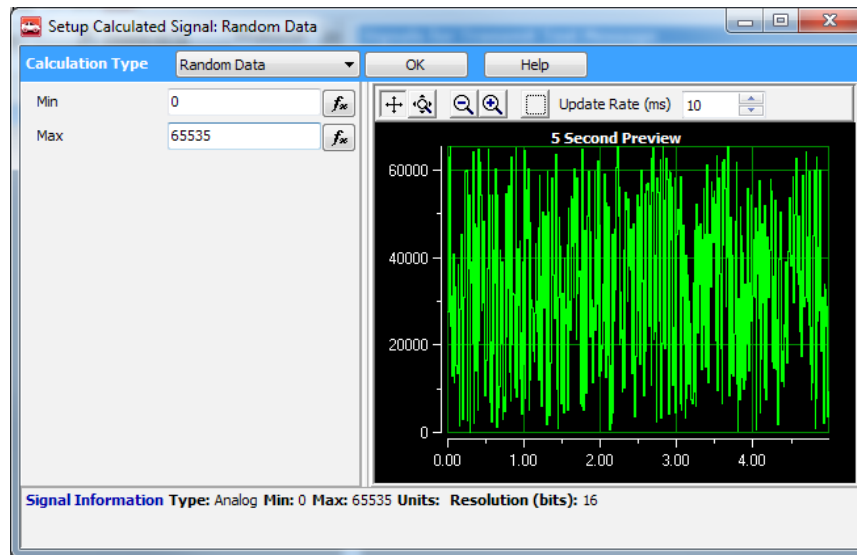 Setup Calculated Signal: Random Data
Calculation Type Random Data OK Help
Min 0 fx
Max 65535 fx
Update Rate (ms) 10
5 Second Preview
60000
40000
20000
0
0.00 1.00 2.00 3.00 4.00
Signal Information Type: Analog Min: 0 Max: 65535 Units: Resolution (bits): 16